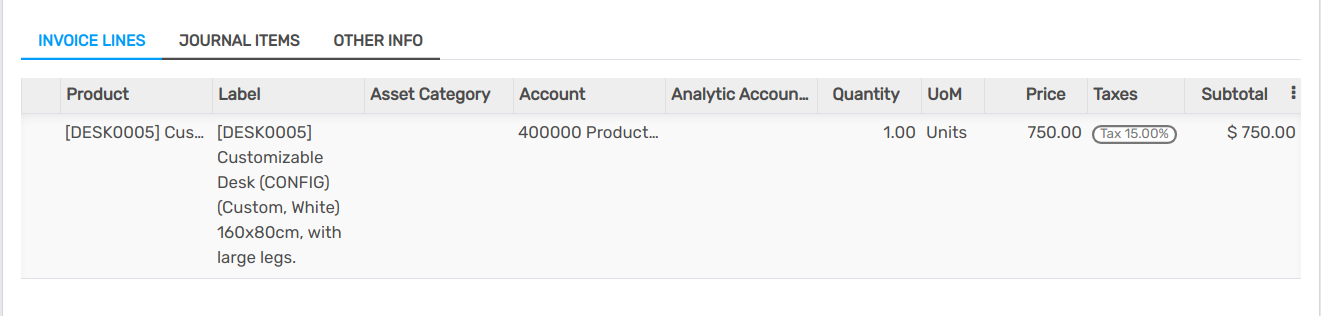 INVOICE LINES JOURNAL ITEMS OTHER INFO
Product Label Asset Category Account Analytic Accoun... Quantity UoM Price Taxes Subtotal
[DESK0005] Cus... [DESK0005] 400000 Product... 1.00 Units 750.00 Tax 15.00% $ 750.00
Customizable
Desk (CONFIG)
(Custom, White)
160x80cm, with
large legs.